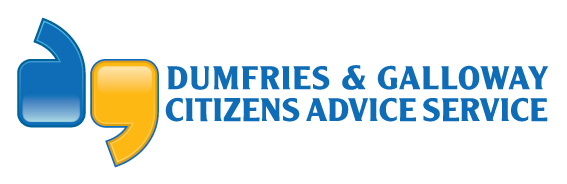 DUMFRIES & GALLOWAY
CITIZENS ADVICE SERVICE